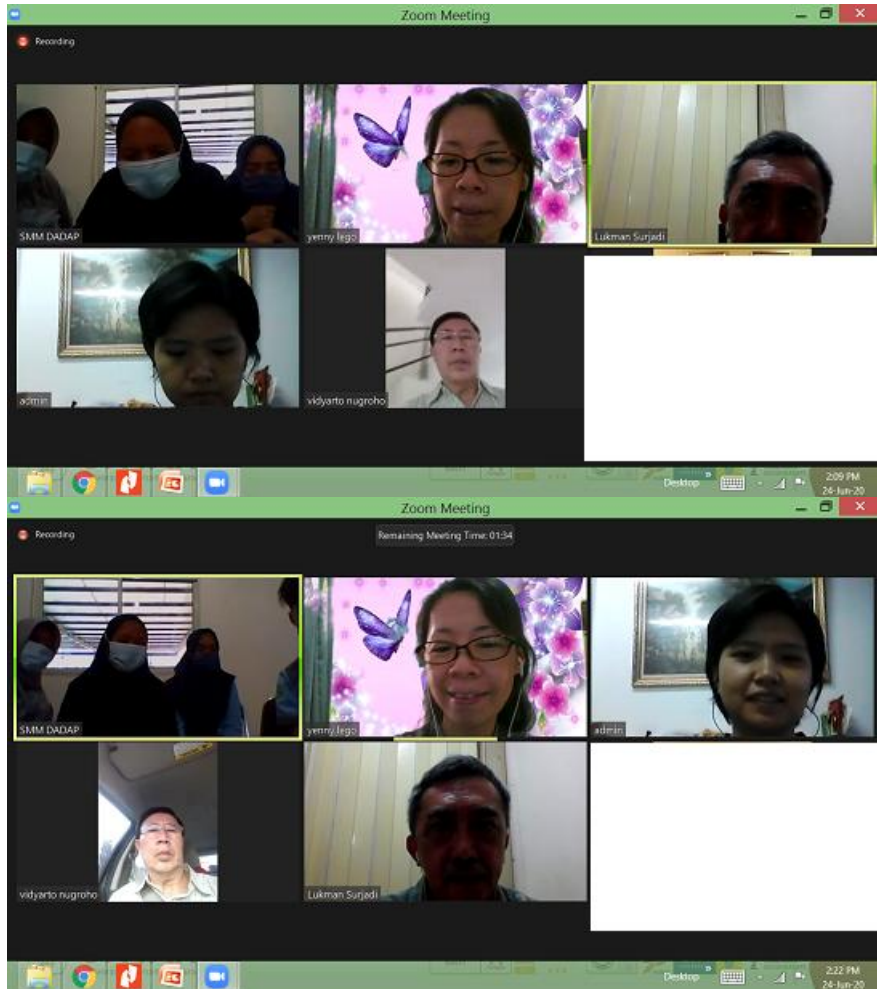 Zoom Meeting
Recording
SMM DADAP
yenny lego
Lukman Surjadi
admin
vidyarto nugroho
Desktop
2:09 PM
24-Jun-20
Zoom Meeting
Recording
Remaining Meeting Time: 01:34
SMM DADAP
yenny lego
admin
vidyarto nugroho
Lukman Surjadi
Desktop
2:22 PM
24-Jun-20